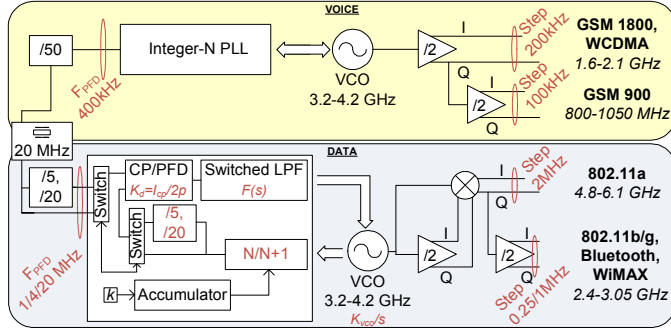 VOICE
/50
F_PFD
400kHz
Integer-N PLL
VCO
3.2-4.2 GHz
/2
I
Q
Step
200kHz
/2
I
Q
Step
100kHz
GSM 1800,
WCDMA
1.6-2.1 GHz
GSM 900
800-1050 MHz
20 MHz
DATA
/5,
/20
F_PFD
1/4/20 MHz
Switch
CP/PFD
K_d=I_cp/2p
Switched LPF
F(s)
Switch
/5,
/20
N/N+1
k
Accumulator
VCO
3.2-4.2 GHz
K_vco/s
/2
I
Q
I
Q
Step
2MHz
/2
I
Q
Step
0.25/1MHz
802.11a
4.8-6.1 GHz
802.11b/g,
Bluetooth,
WiMAX
2.4-3.05 GHz